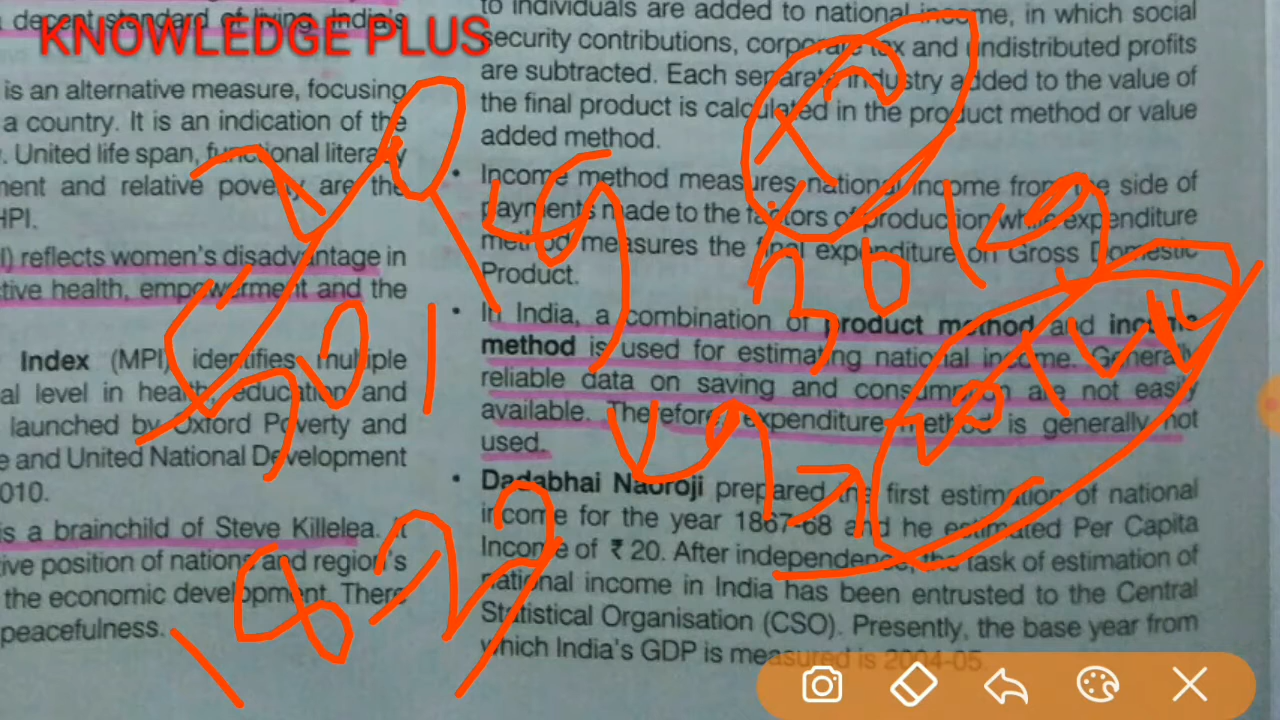 a decent standard of living. India's
KNOWLEDGE PLUS
is an alternative measure, focusing
a country. It is an indication of the
. United life span, functional literacy
ment and relative poverty are the
HPI.
I) reflects women's disadvantage in
tive health, empowerment and the
Index (MPI) identifies multiple
al level in health, education and
launched by Oxford Poverty and
e and United National Development
010.
is a brainchild of Steve Killelea. It
ive position of nations and region's
the economic development. There
peacefulness.
to individuals are added to national income, in which social
security contributions, corporate tax and undistributed profits
are subtracted. Each separate industry added to the value of
the final product is calculated in the product method or value
added method.
• Income method measures national income from the side of
payments made to the factors of production while expenditure
method measures the final expenditure on Gross Domestic
Product.
• In India, a combination of product method and income
method is used for estimating national income. Generally
reliable data on saving and consumption are not easily
available. Therefore, expenditure method is generally not
used.
• Dadabhai Naoroji prepared the first estimation of national
income for the year 1867-68 and he estimated Per Capita
Income of ₹ 20. After independence, the task of estimation of
national income in India has been entrusted to the Central
Statistical Organisation (CSO). Presently, the base year from
which India's GDP is measured is 2004-05.